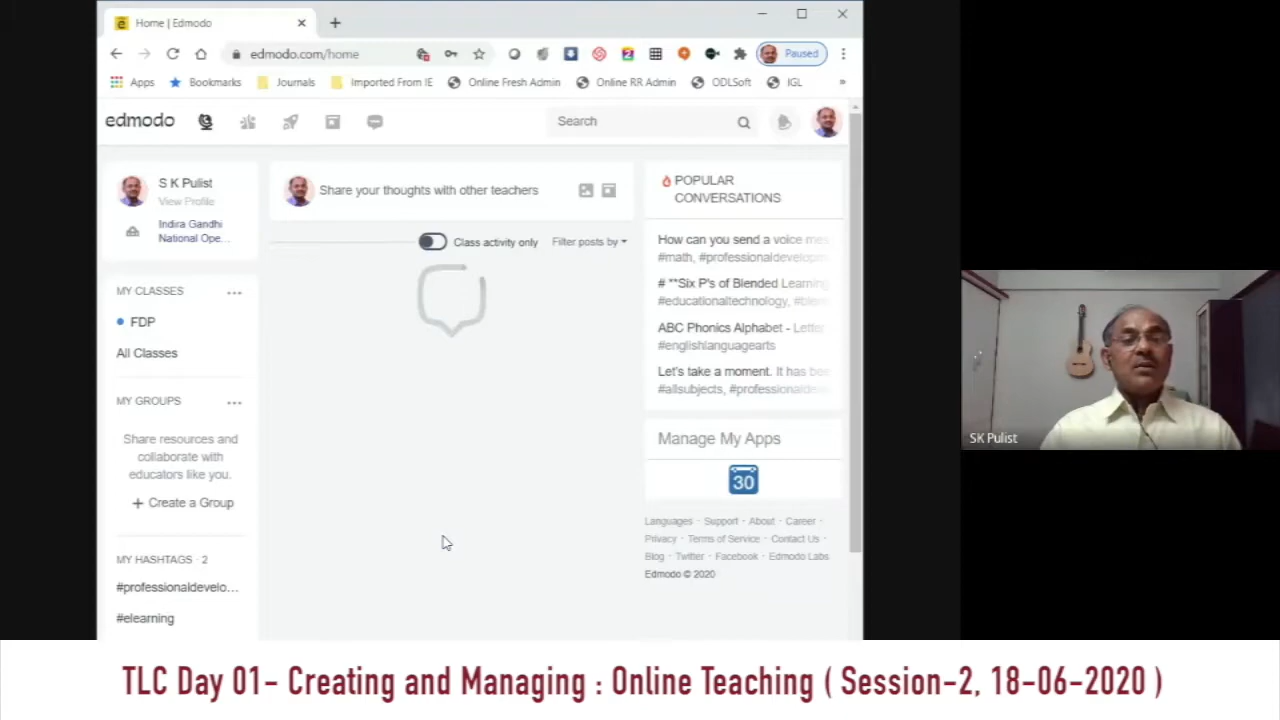 Home | Edmodo
edmodo.com/home
Paused
Apps
Bookmarks
Journals
Imported From IE
Online Fresh Admin
Online RR Admin
ODLSoft
IGL
»
edmodo
Search
S K Pulist
View Profile
Indira Gandhi
National Ope...
MY CLASSES
FDP
All Classes
MY GROUPS
Share resources and
collaborate with
educators like you.
+ Create a Group
MY HASHTAGS · 2
#professionaldevelo...
#elearning
Share your thoughts with other teachers
Class activity only
Filter posts by
POPULAR
CONVERSATIONS
How can you send a voice mes
#math, #professionaldevelopm
# **Six P's of Blended Learning
#educationaltechnology, #blen
ABC Phonics Alphabet - Letter
#englishlanguagearts
Let's take a moment. It has bee
#allsubjects, #professionaldev
Manage My Apps
30
Languages · Support · About · Career ·
Privacy · Terms of Service · Contact Us ·
Blog · Twitter · Facebook · Edmodo Labs
Edmodo © 2020
SK Pulist
TLC Day 01- Creating and Managing : Online Teaching ( Session-2, 18-06-2020 )